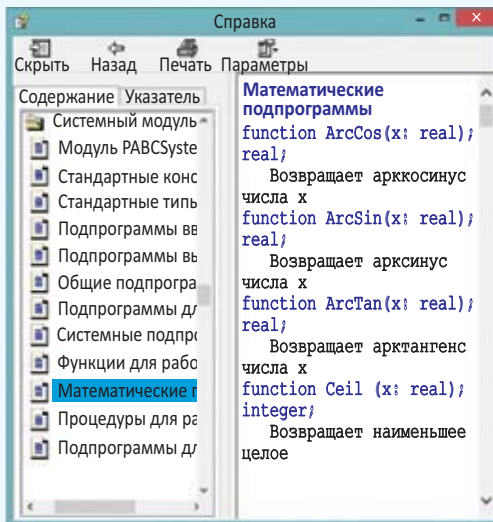 Справка
Скрыть Назад Печать Параметры
Содержание Указатель
Системный модуль
Модуль PABCSyste
Стандартные конс
Стандартные типы
Подпрограммы вв
Подпрограммы вы
Общие подпрогра
Подпрограммы дл
Системные подпро
Функции для рабо
Математические п
Процедуры для ра
Подпрограммы дл
Математические
подпрограммы
function ArcCos(x: real);
real;
Возвращает арккосинус
числа x
function ArcSin(x: real);
real;
Возвращает арксинус
числа x
function ArcTan(x: real);
real;
Возвращает арктангенс
числа x
function Ceil (x: real);
integer;
Возвращает наименьшее
целое